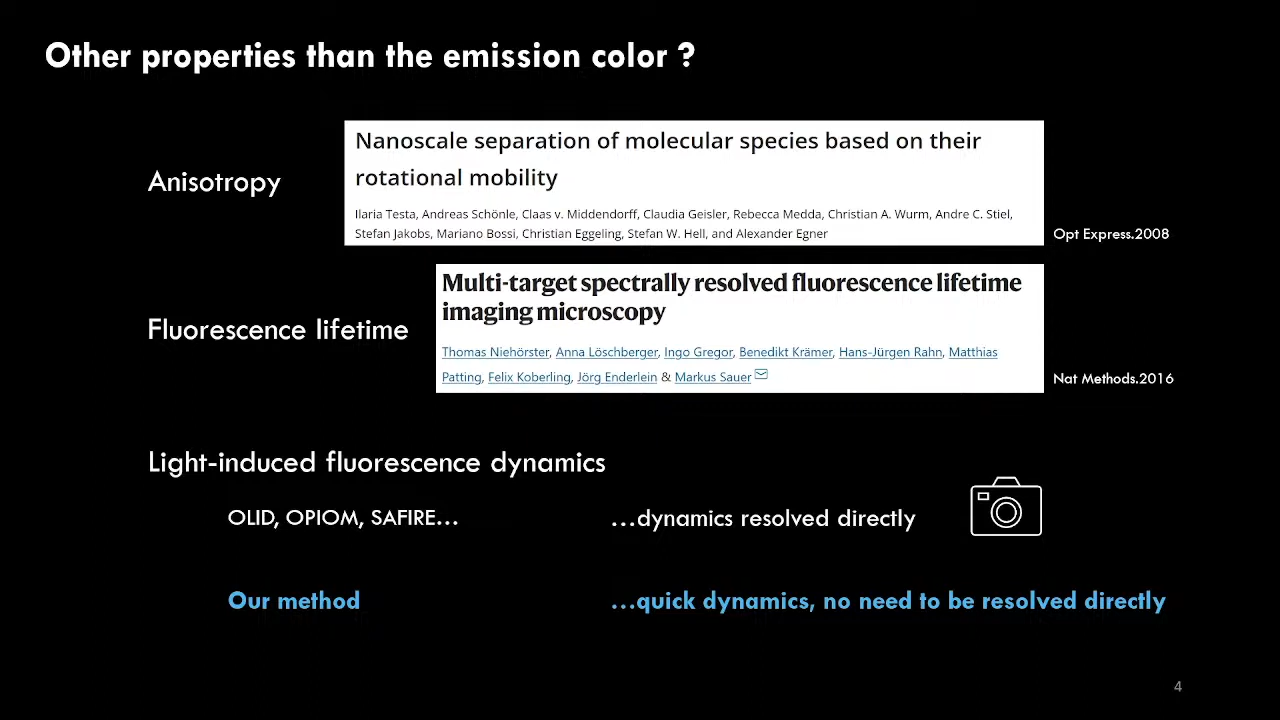 Other properties than the emission color ?
Anisotropy
Nanoscale separation of molecular species based on their
rotational mobility
Ilaria Testa, Andreas Schönle, Claas v. Middendorff, Claudia Geisler, Rebecca Medda, Christian A. Wurm, Andre C. Stiel,
Stefan Jakobs, Mariano Bossi, Christian Eggeling, Stefan W. Hell, and Alexander Egner
Opt Express.2008
Fluorescence lifetime
Multi-target spectrally resolved fluorescence lifetime
imaging microscopy
Thomas Niehörster, Anna Löschberger, Ingo Gregor, Benedikt Krämer, Hans-Jürgen Rahn, Matthias
Patting, Felix Koberling, Jörg Enderlein & Markus Sauer
Nat Methods.2016
Light-induced fluorescence dynamics
OLID, OPIOM, SAFIRE…
…dynamics resolved directly
Our method
…quick dynamics, no need to be resolved directly
4